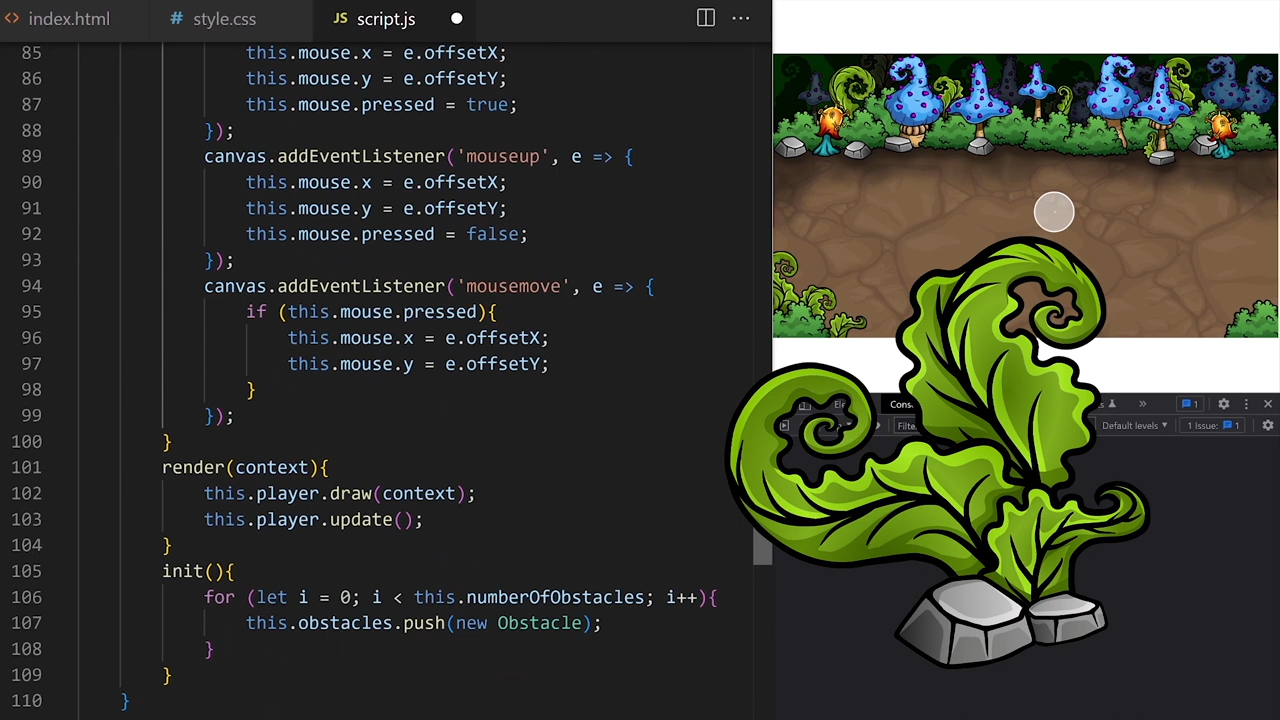 index.html
style.css
JS script.js
85 this.mouse.x = e.offsetX;
86 this.mouse.y = e.offsetY;
87 this.mouse.pressed = true;
88 });
89 canvas.addEventListener('mouseup', e => {
90 this.mouse.x = e.offsetX;
91 this.mouse.y = e.offsetY;
92 this.mouse.pressed = false;
93 });
94 canvas.addEventListener('mousemove', e => {
95 if (this.mouse.pressed){
96 this.mouse.x = e.offsetX;
97 this.mouse.y = e.offsetY;
98 }
99 });
100 }
101 render(context){
102 this.player.draw(context);
103 this.player.update();
104 }
105 init(){
106 for (let i = 0; i < this.numberOfObstacles; i++){
107 this.obstacles.push(new Obstacle);
108 }
109 }
110 }
1
Default levels
1 Issue: 1